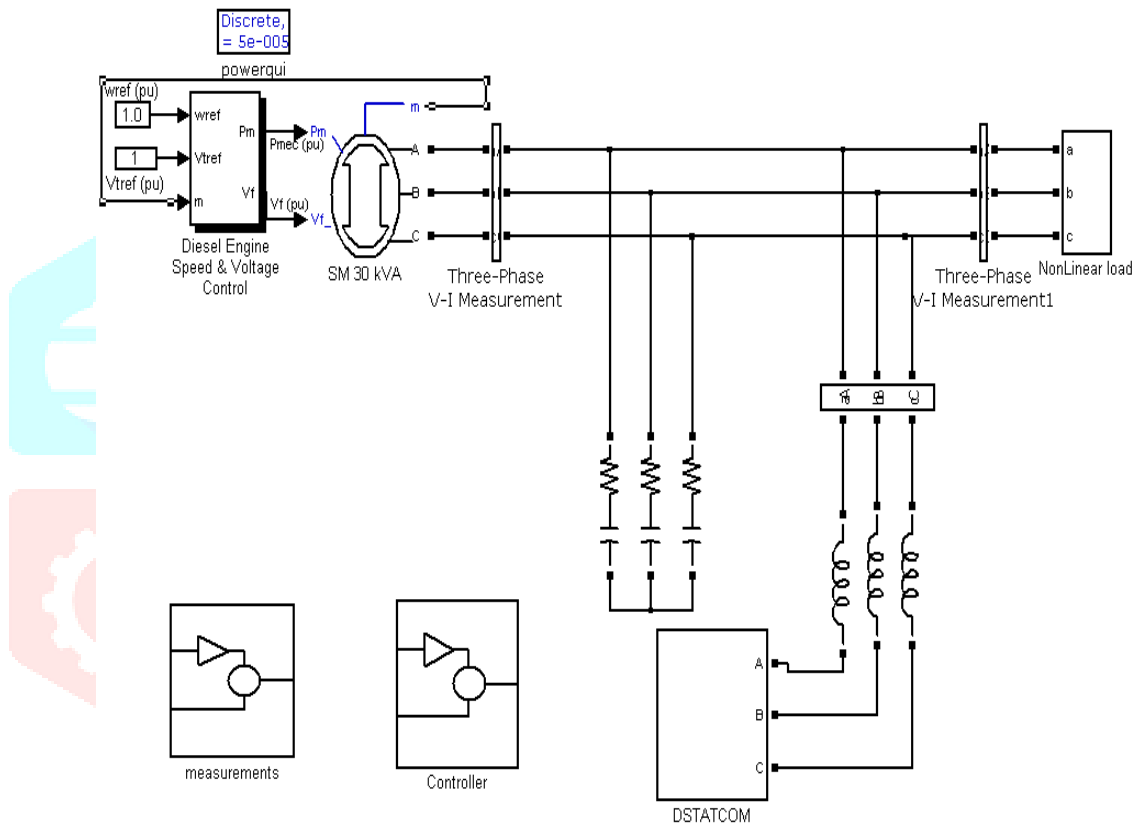 Discrete,
= 5e-005
powergui
wref (pu)
1.0
1
Vtref (pu)
wref
Vtref
m
Pm
Vf
Pmec (pu)
Vf (pu)
Diesel Engine
Speed & Voltage
Control
Pm
Vf_
m
A
B
C
SM 30 kVA
Three-Phase
V-I Measurement
Three-Phase
V-I Measurement1
a
b
c
NonLinear load
A
B
C
measurements
Controller
A
B
C
DSTATCOM